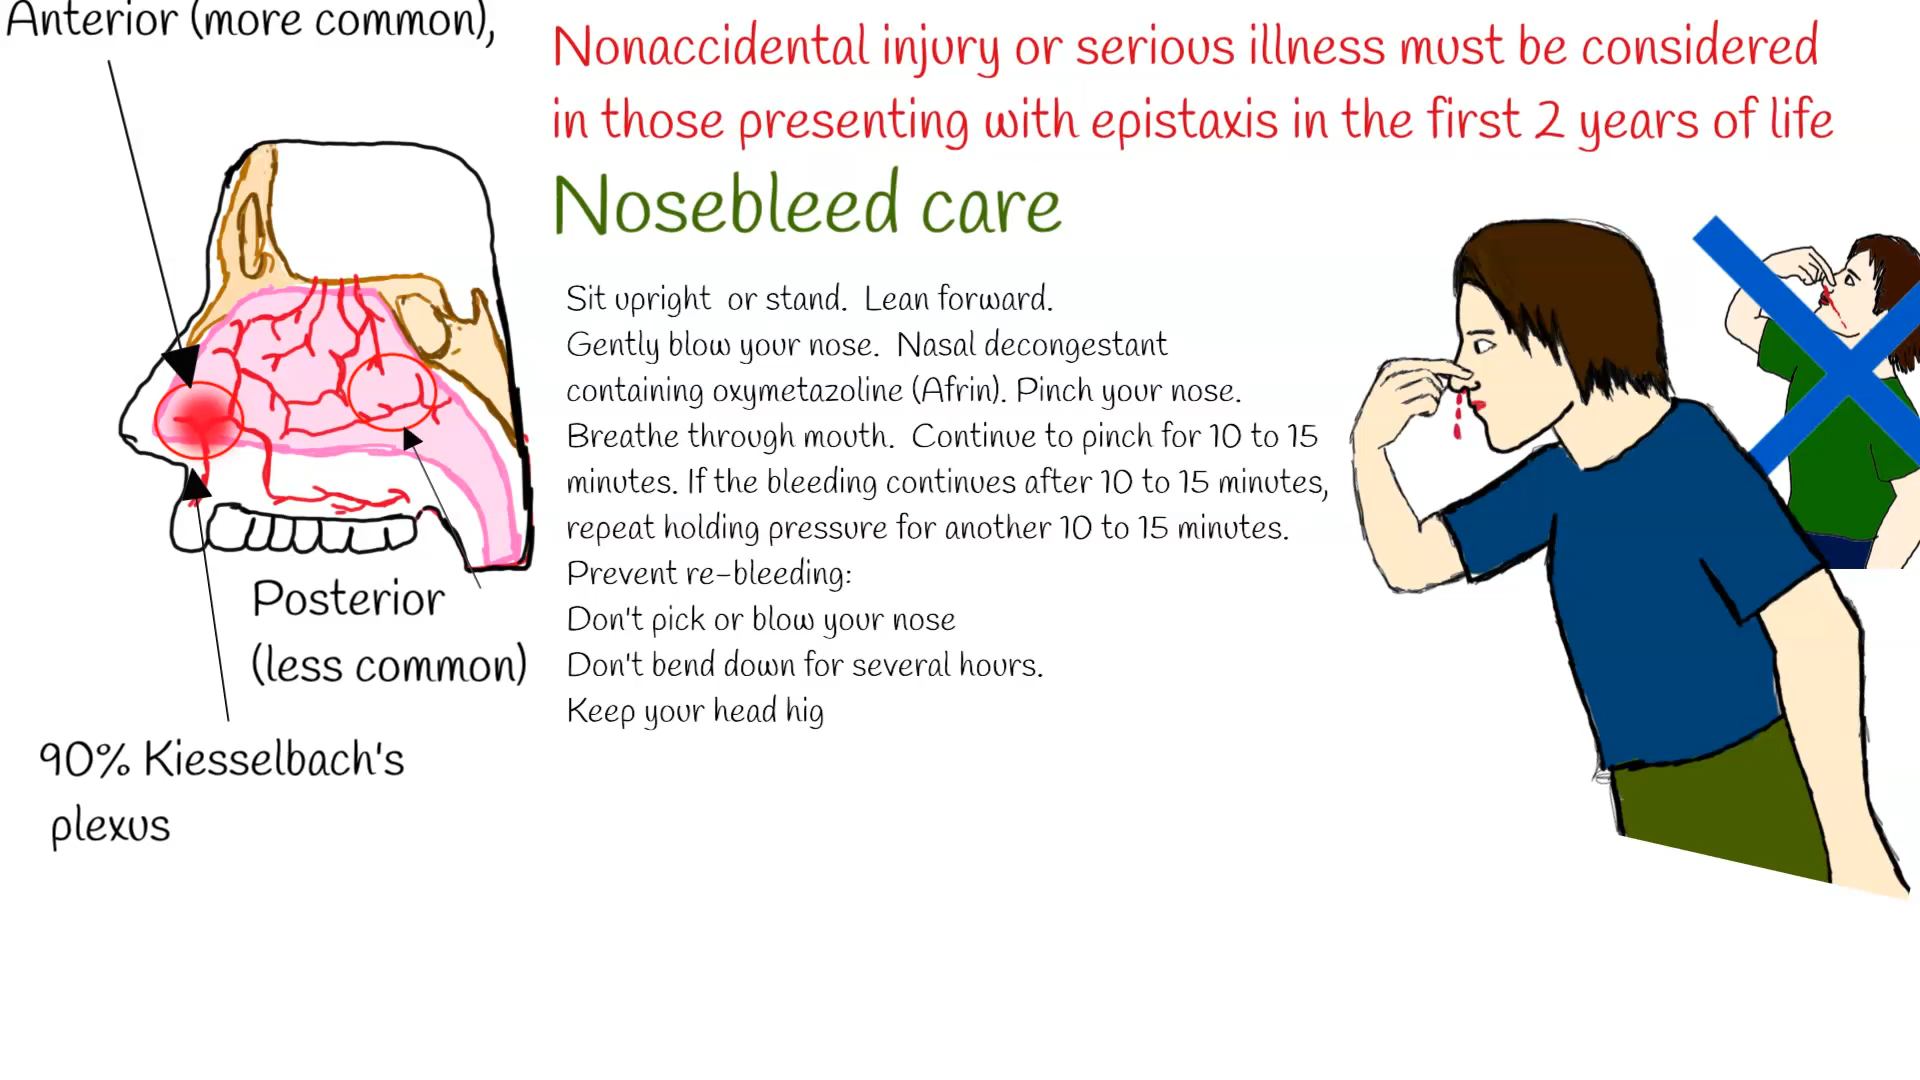 Anterior (more common),
Nonaccidental injury or serious illness must be considered
in those presenting with epistaxis in the first 2 years of life
Nosebleed care
Sit upright or stand. Lean forward.
Gently blow your nose. Nasal decongestant
containing oxymetazoline (Afrin). Pinch your nose.
Breathe through mouth. Continue to pinch for 10 to 15
minutes. If the bleeding continues after 10 to 15 minutes,
repeat holding pressure for another 10 to 15 minutes.
Prevent re-bleeding:
Don't pick or blow your nose
Don't bend down for several hours.
Keep your head hig
Posterior
(less common)
90% Kiesselbach's
plexus